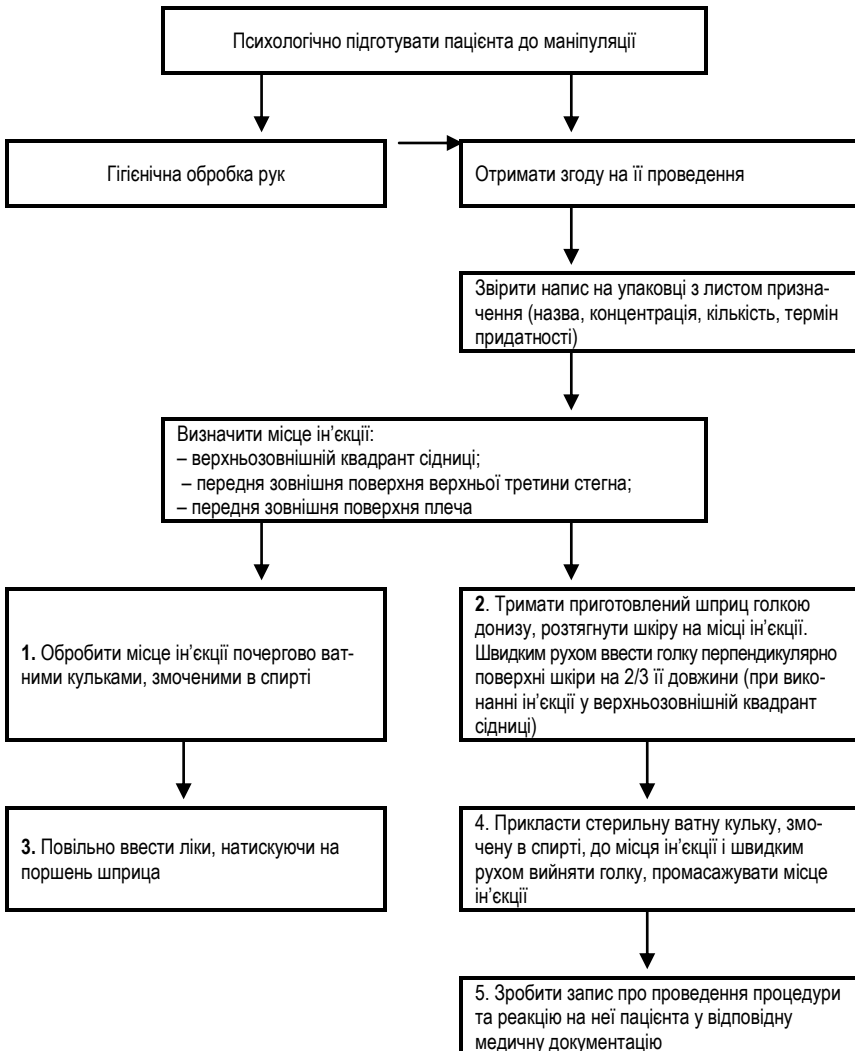 Психологічно підготувати пацієнта до маніпуляції
Гігієнічна обробка рук
Отримати згоду на її проведення
Звірити напис на упаковці з листом призна-
чення (назва, концентрація, кількість, термін
придатності)
Визначити місце ін’єкції:
– верхньозовнішній квадрант сідниці;
– передня зовнішня поверхня верхньої третини стегна;
– передня зовнішня поверхня плеча
1. Обробити місце ін’єкції почергово ват-
ними кульками, змоченими в спирті
2. Тримати приготовлений шприц голкою
донизу, розтягнути шкіру на місці ін’єкції.
Швидким рухом ввести голку перпендикулярно
поверхні шкіри на 2/3 її довжини (при вико-
нанні ін’єкції у верхньозовнішній квадрант
сідниці)
3. Повільно ввести ліки, натискуючи на
поршень шприца
4. Прикласти стерильну ватну кульку, змо-
чену в спирті, до місця ін’єкції і швидким
рухом вийняти голку, промасажувати місце
ін’єкції
5. Зробити запис про проведення процедури
та реакцію на неї пацієнта у відповідну
медичну документацію